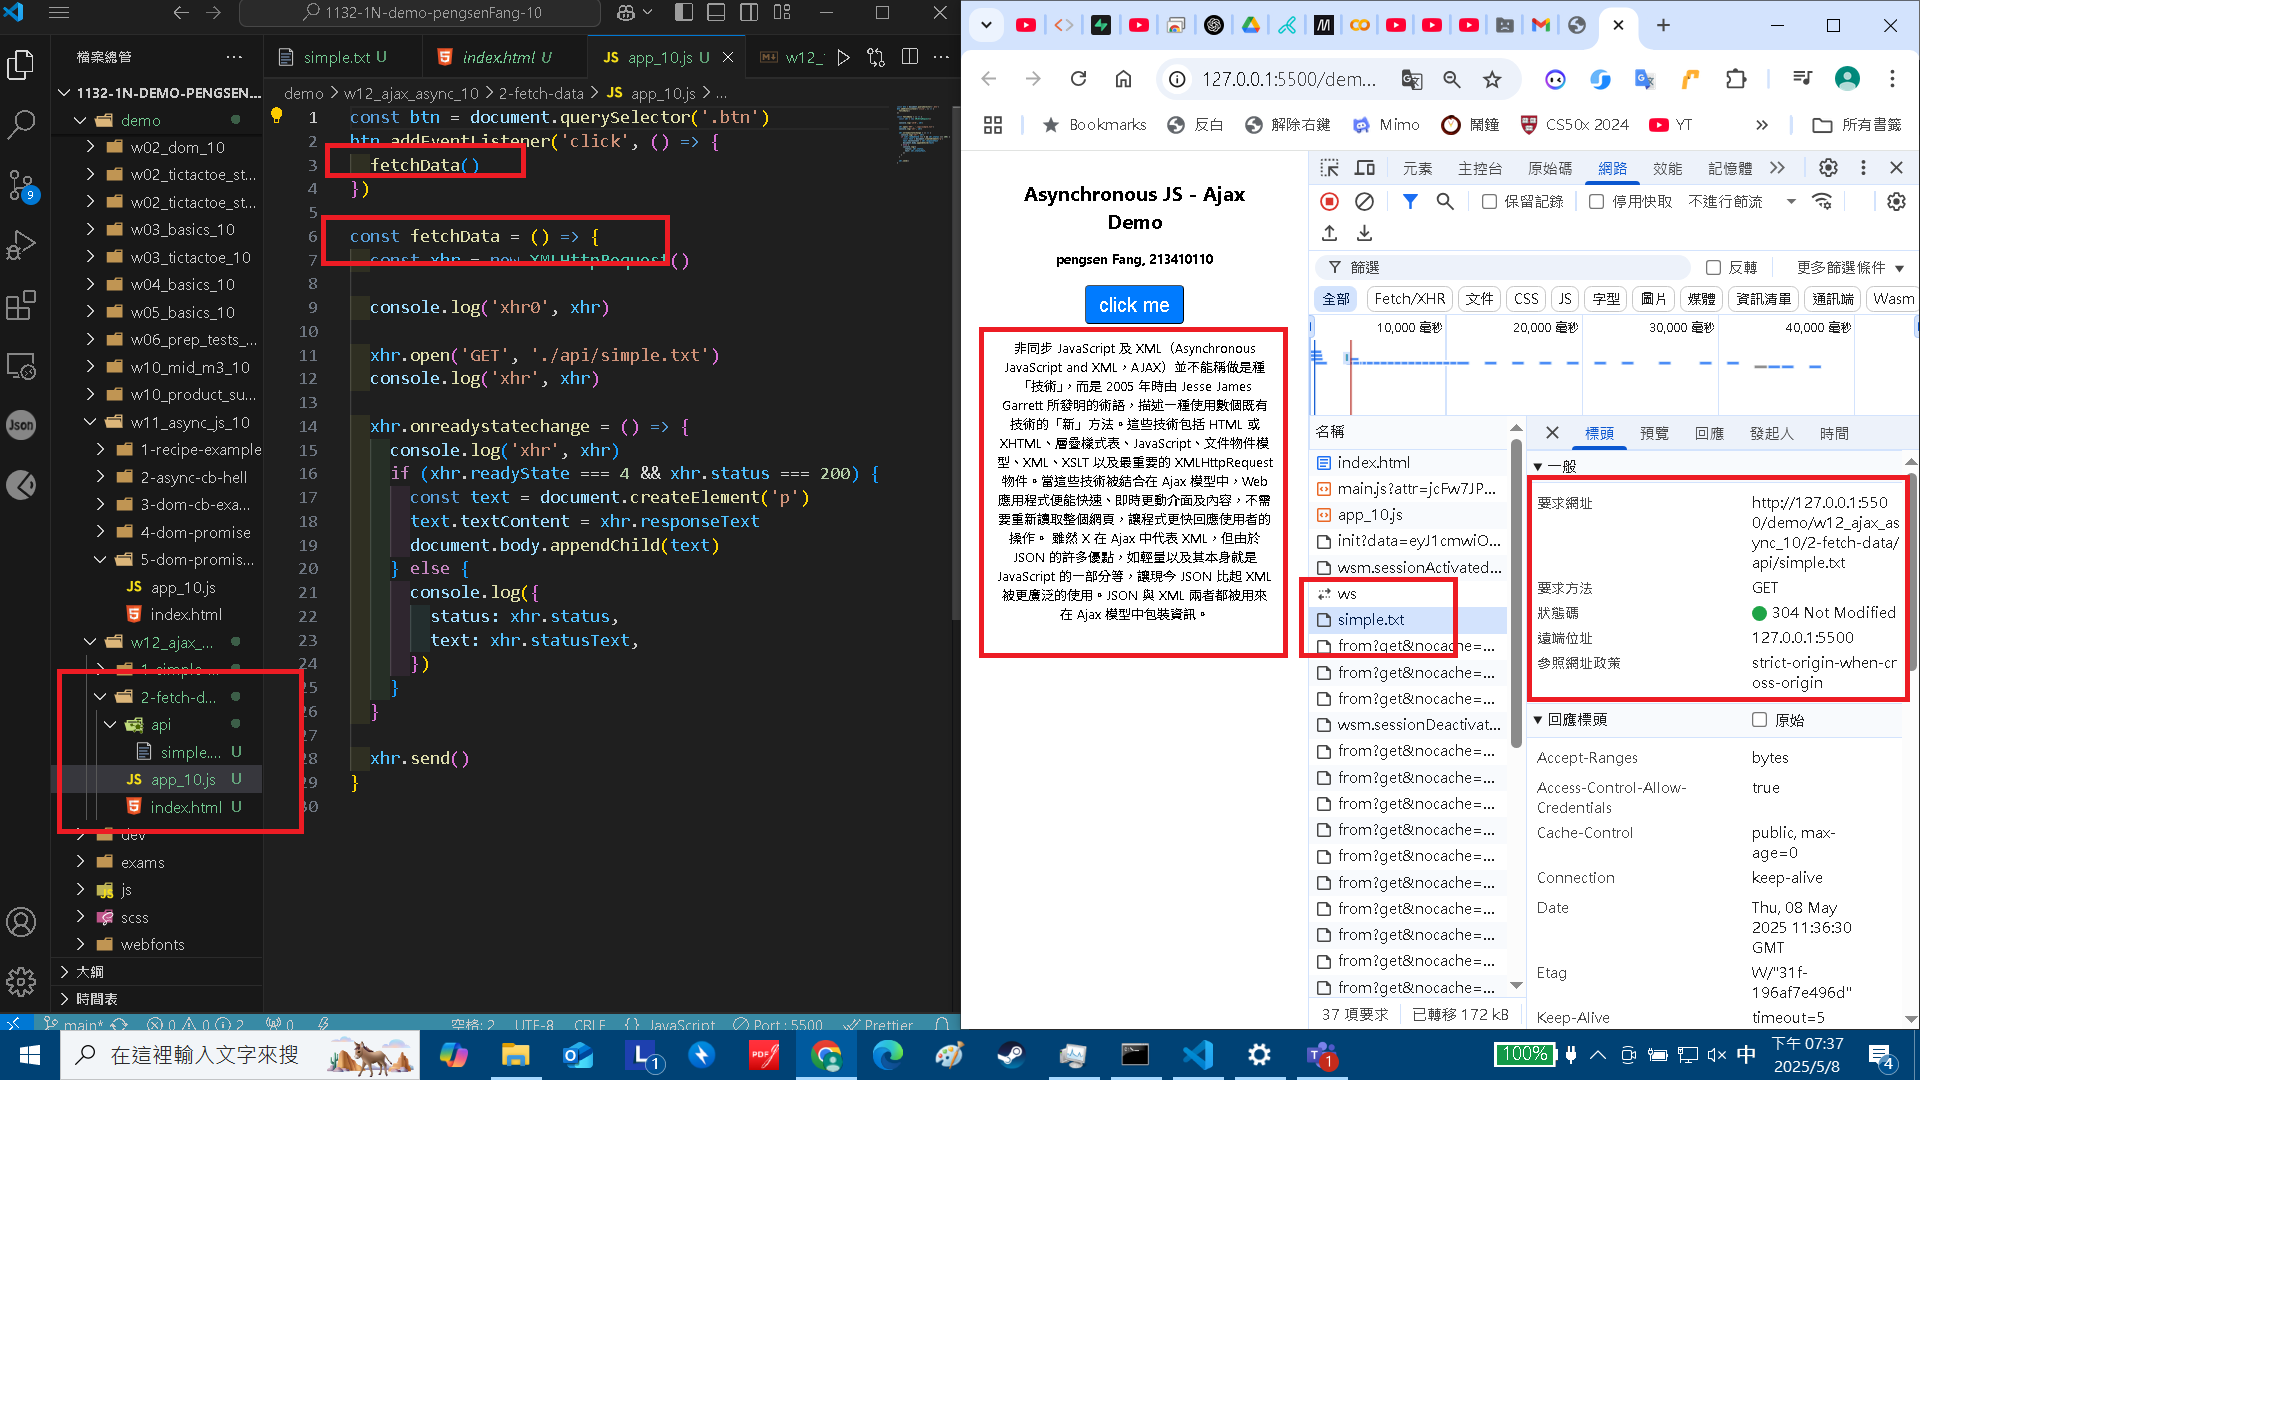 1132-1N-demo-pengsenFang-10
檔案總管
simple.txt U
index.html U
JS app_10.js U
w12_
1132-1N-DEMO-PENGSEN...
demo > w12_ajax_async_10 > 2-fetch-data > JS app_10.js > ...
demo
w02_dom_10
w02_tictactoe_st...
w02_tictactoe_st...
w03_basics_10
w03_tictactoe_10
w04_basics_10
w05_basics_10
w06_prep_tests_...
w10_mid_m3_10
w10_product_su...
w11_async_js_10
1-recipe-example
2-async-cb-hell
3-dom-cb-exa...
4-dom-promise
5-dom-promis...
JS app_10.js
index.html
w12_ajax_...
1-simple-...
2-fetch-d...
api
simple.... U
JS app_10.js U
index.html U
dev
exams
js
scss
webfonts
大綱
時間表
9
Json
1 const btn = document.querySelector('.btn')
2 btn.addEventListener('click', () => {
3 fetchData()
4 })
5
6 const fetchData = () => {
7 const xhr = new XMLHttpRequest()
8
9 console.log('xhr0', xhr)
10
11 xhr.open('GET', './api/simple.txt')
12 console.log('xhr', xhr)
13
14 xhr.onreadystatechange = () => {
15 console.log('xhr', xhr)
16 if (xhr.readyState === 4 && xhr.status === 200) {
17 const text = document.createElement('p')
18 text.textContent = xhr.responseText
19 document.body.appendChild(text)
20 } else {
21 console.log({
22 status: xhr.status,
23 text: xhr.statusText,
24 })
25 }
26 }
27
28 xhr.send()
29 }
30
main* 0 0 2 0
空格: 2 UTF-8 CRLF {} JavaScript Port : 5500 Prettier
127.0.0.1:5500/dem...
Bookmarks 反白 解除右鍵 Mimo 鬧鐘 CS50x 2024 YT » 所有書籤
Asynchronous JS - Ajax
Demo
pengsen Fang, 213410110
click me
非同步 JavaScript 及 XML（Asynchronous
JavaScript and XML，AJAX）並不能稱做是種
「技術」，而是 2005 年時由 Jesse James
Garrett 所發明的術語，描述一種使用數個既有
技術的「新」方法。這些技術包括 HTML 或
XHTML、層疊樣式表、JavaScript、文件物件模
型、XML、XSLT 以及最重要的 XMLHttpRequest
物件。當這些技術被結合在 Ajax 模型中，Web
應用程式便能快速、即時更動介面及內容，不需
要重新讀取整個網頁，讓程式更快回應使用者的
操作。 雖然 X 在 Ajax 中代表 XML，但由於
JSON 的許多優點，如輕量以及其本身就是
JavaScript 的一部分等，讓現今 JSON 比起 XML
被更廣泛的使用。JSON 與 XML 兩者都被用來
在 Ajax 模型中包裝資訊。
元素 主控台 原始碼 網路 效能 記憶體 »
保留記錄 停用快取 不進行節流
篩選 反轉 更多篩選條件
全部 Fetch/XHR 文件 CSS JS 字型 圖片 媒體 資訊清單 通訊端 Wasm
10,000 毫秒 20,000 毫秒 30,000 毫秒 40,000 毫秒
名稱
index.html
main.js?attr=jcFw7JP...
app_10.js
init?data=eyJ1cmwiO...
wsm.sessionActivated...
ws
simple.txt
from?get&nocache=...
from?get&nocache=...
from?get&nocache=...
wsm.sessionDeactivat...
from?get&nocache=...
from?get&nocache=...
from?get&nocache=...
from?get&nocache=...
from?get&nocache=...
from?get&nocache=...
from?get&nocache=...
from?get&nocache=...
from?get&nocache=...
from?get&nocache=...
37 項要求 已轉移 172 kB
標頭 預覽 回應 發起人 時間
一般
要求網址 http://127.0.0.1:550
0/demo/w12_ajax_as
ync_10/2-fetch-data/
api/simple.txt
要求方法 GET
狀態碼 304 Not Modified
遠端位址 127.0.0.1:5500
參照網址政策 strict-origin-when-cr
oss-origin
回應標頭 原始
Accept-Ranges bytes
Access-Control-Allow- true
Credentials
Cache-Control public, max-
age=0
Connection keep-alive
Date Thu, 08 May
2025 11:36:30
GMT
Etag W/"31f-
196af7e496d"
Keep-Alive timeout=5
在這裡輸入文字來搜
L 1
PDF
T 1
100%
中
下午 07:37
2025/5/8
4